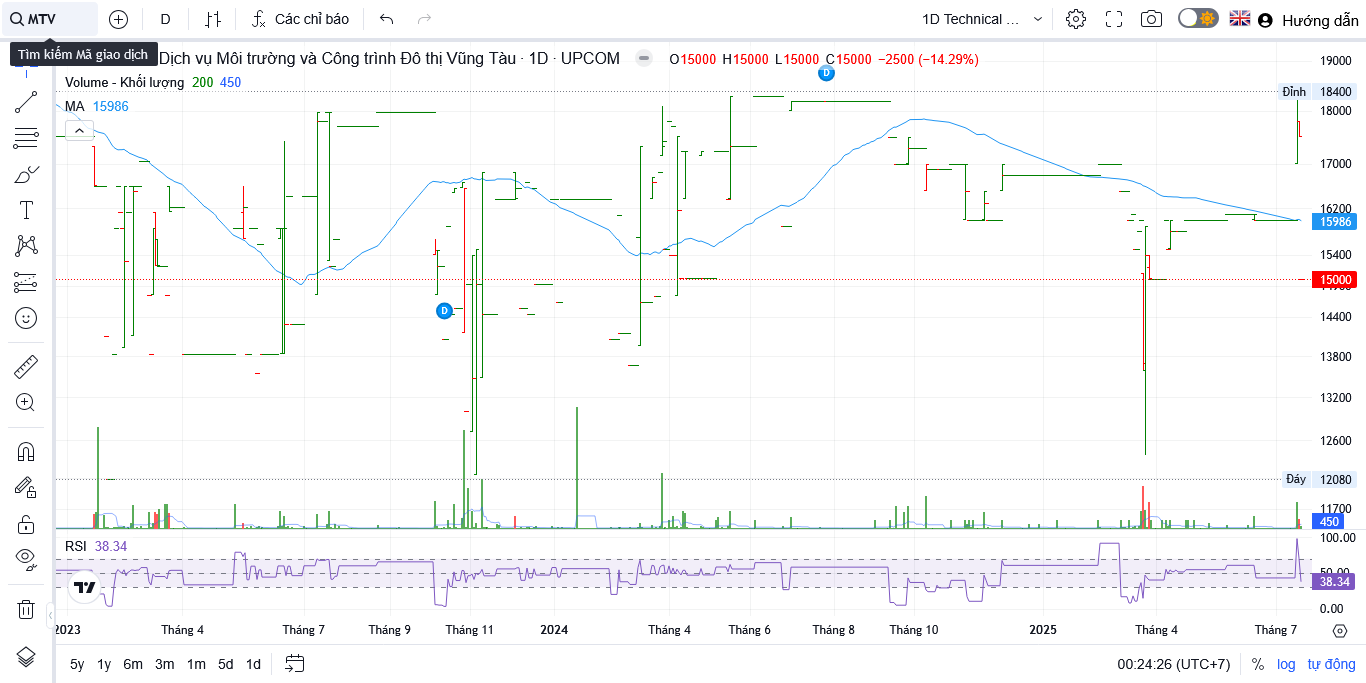 MTV
D
Các chỉ báo
1D Technical ...
Hướng dẫn
Tìm kiếm Mã giao dịch
Dịch vụ Môi trường và Công trình Đô thị Vũng Tàu · 1D · UPCOM
O15000 H15000 L15000 C15000 −2500 (−14.29%)
Volume - Khối lượng 200 450
MA 15986
D
D
T
19000
Đỉnh 18400
18000
17000
16200
15986
15400
15000
14400
13800
13200
12600
Đáy 12080
11700
450
RSI 38.34
100.00
50.00
38.34
0.00
2023 Tháng 4 Tháng 7 Tháng 9 Tháng 11 2024 Tháng 4 Tháng 6 Tháng 8 Tháng 10 2025 Tháng 4 Tháng 7
5y 1y 6m 3m 1m 5d 1d
00:24:26 (UTC+7) % log tự động